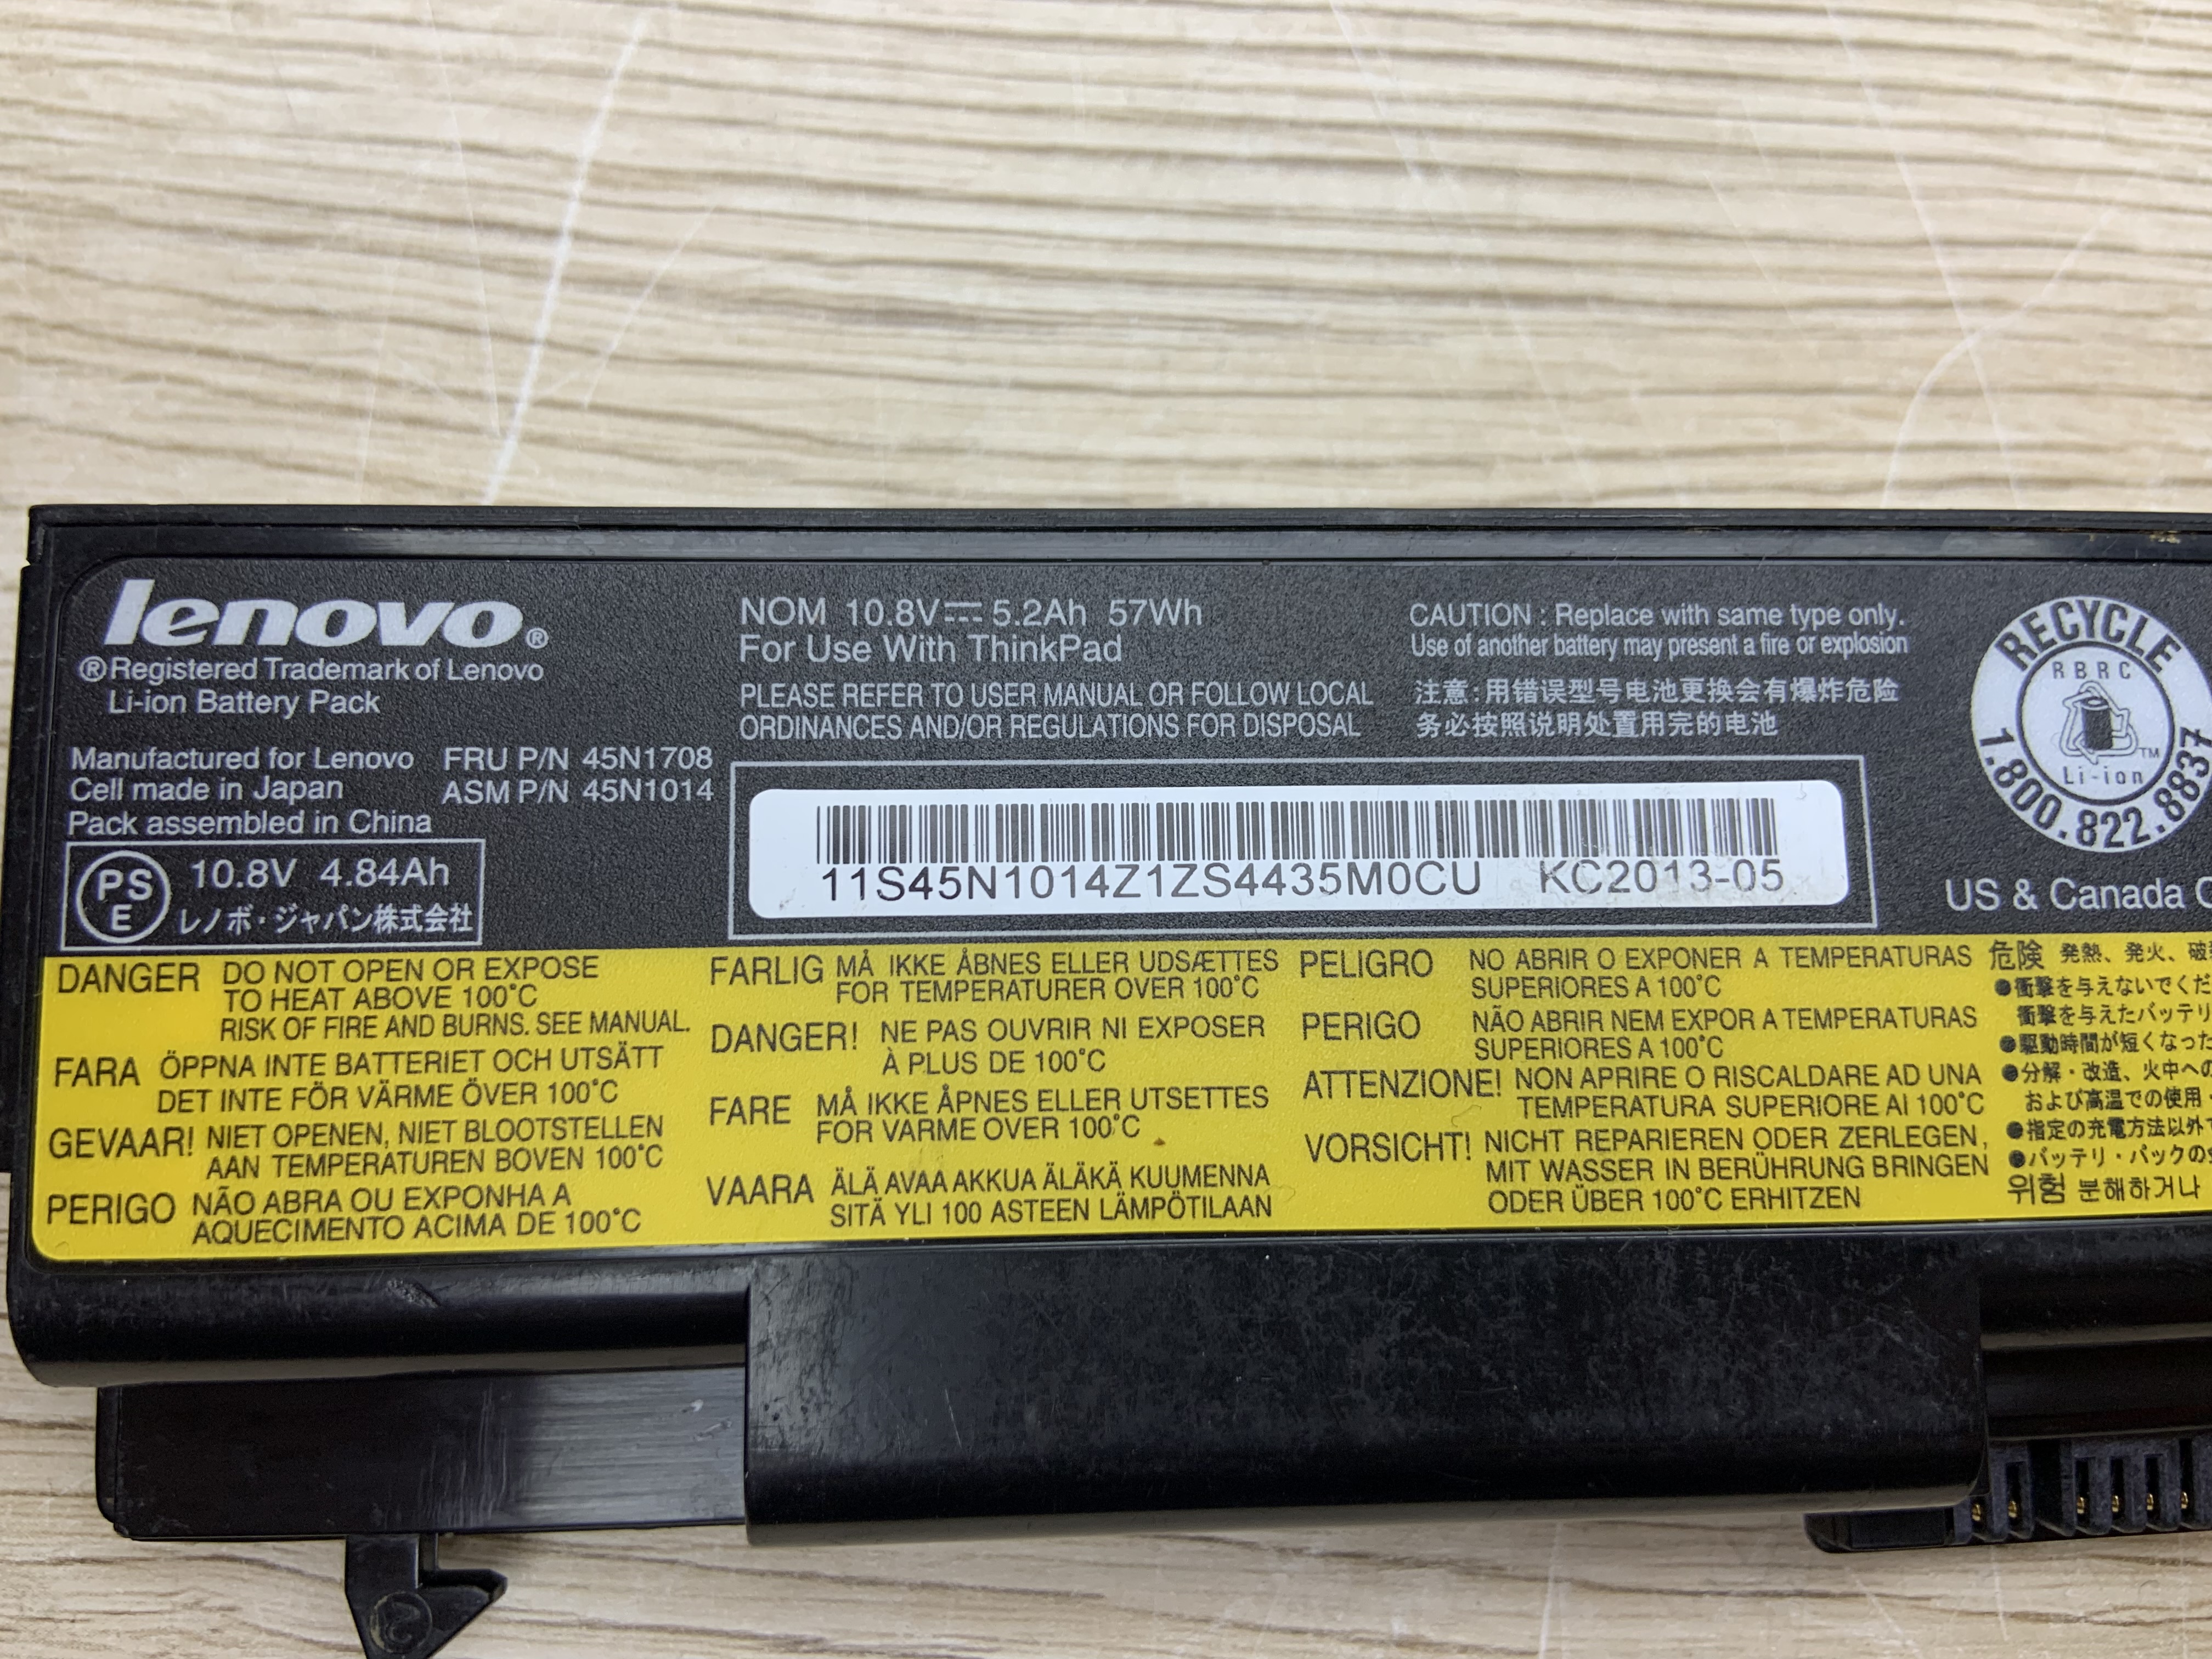 lenovo®
®Registered Trademark of Lenovo
Li-ion Battery Pack
Manufactured for Lenovo
Cell made in Japan
Pack assembled in China
FRU P/N 45N1708
ASM P/N 45N1014
PSE
10.8V 4.84Ah
レノボ・ジャパン株式会社
NOM 10.8V⎓5.2Ah 57Wh
For Use With ThinkPad
PLEASE REFER TO USER MANUAL OR FOLLOW LOCAL
ORDINANCES AND/OR REGULATIONS FOR DISPOSAL
CAUTION : Replace with same type only.
Use of another battery may present a fire or explosion
注意:用错误型号电池更换会有爆炸危险
务必按照说明处置用完的电池
11S45N1014Z1ZS4435M0CU KC2013-05
RECYCLE
RBRC
TM
Li-ion
1.800.822.8837
US & Canada
DANGER DO NOT OPEN OR EXPOSE
TO HEAT ABOVE 100°C
RISK OF FIRE AND BURNS. SEE MANUAL.
FARA ÖPPNA INTE BATTERIET OCH UTSÄTT
DET INTE FÖR VÄRME ÖVER 100°C
GEVAAR! NIET OPENEN, NIET BLOOTSTELLEN
AAN TEMPERATUREN BOVEN 100°C
PERIGO NÃO ABRA OU EXPONHA A
AQUECIMENTO ACIMA DE 100°C
FARLIG MÅ IKKE ÅBNES ELLER UDSÆTTES
FOR TEMPERATURER OVER 100°C
DANGER! NE PAS OUVRIR NI EXPOSER
À PLUS DE 100°C
FARE MÅ IKKE ÅPNES ELLER UTSETTES
FOR VARME OVER 100°C
VAARA ÄLÄ AVAA AKKUA ÄLÄKÄ KUUMENNA
SITÄ YLI 100 ASTEEN LÄMPÖTILAAN
PELIGRO NO ABRIR O EXPONER A TEMPERATURAS
SUPERIORES A 100°C
PERIGO NÃO ABRIR NEM EXPOR A TEMPERATURAS
SUPERIORES A 100°C
ATTENZIONE! NON APRIRE O RISCALDARE AD UNA
TEMPERATURA SUPERIORE AI 100°C
VORSICHT! NICHT REPARIEREN ODER ZERLEGEN,
MIT WASSER IN BERÜHRUNG BRINGEN
ODER ÜBER 100°C ERHITZEN
危険 発熱、発火、破
●衝撃を与えないでくだ
衝撃を与えたバッテリ
●駆動時間が短くなった
●分解・改造、火中への
および高温での使用
●指定の充電方法以外で
●バッテリ・パックの
위험 분해하거나